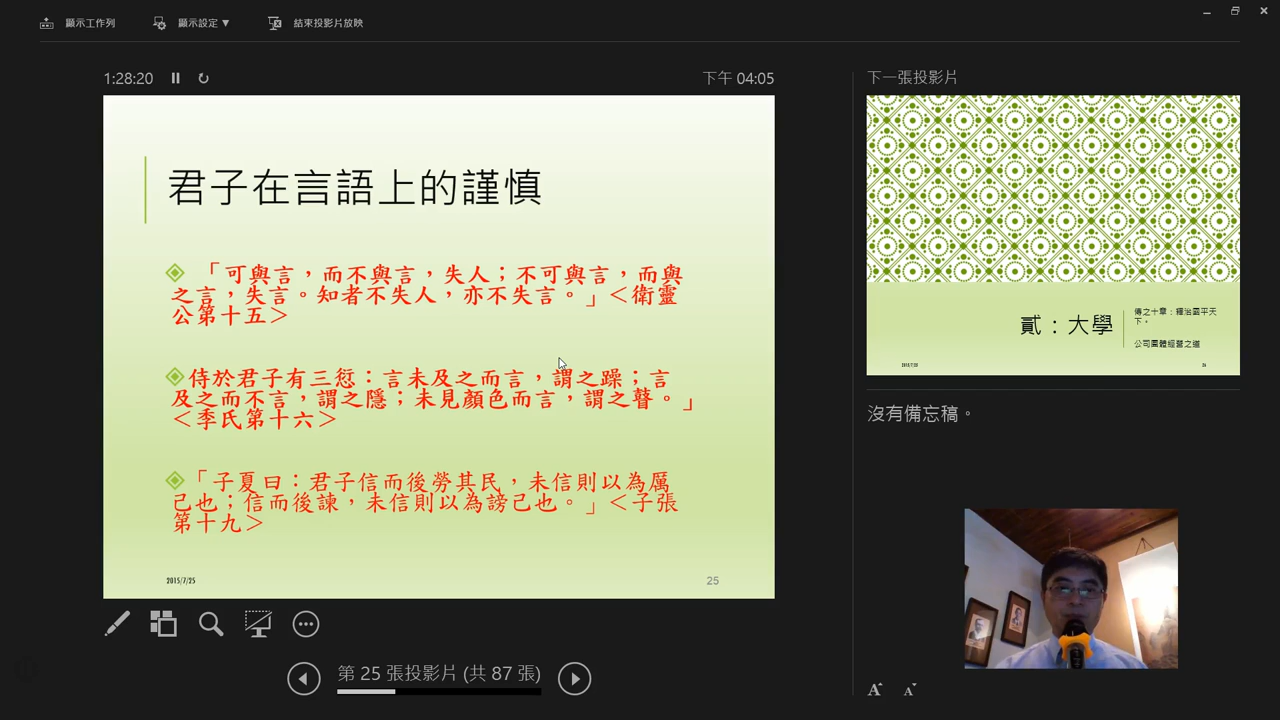 顯示工作列
顯示設定▼
結束投影片放映
1:28:20
下午 04:05
君子在言語上的謹慎
「可與言，而不與言，失人；不可與言，而與
之言，失言。知者不失人，亦不失言。」＜衛靈
公第十五＞
侍於君子有三愆：言未及之而言，謂之躁；言
及之而不言，謂之隱；未見顏色而言，謂之瞽。」
＜季氏第十六＞
「子夏曰：君子信而後勞其民，未信則以為厲
己也；信而後諫，未信則以為謗己也。」＜子張
第十九＞
2015/7/25
25
第 25 張投影片 (共 87 張)
下一張投影片
貳：大學
傳之十章：釋治國平天
下。
公司團體經營之道
沒有備忘稿。
A A